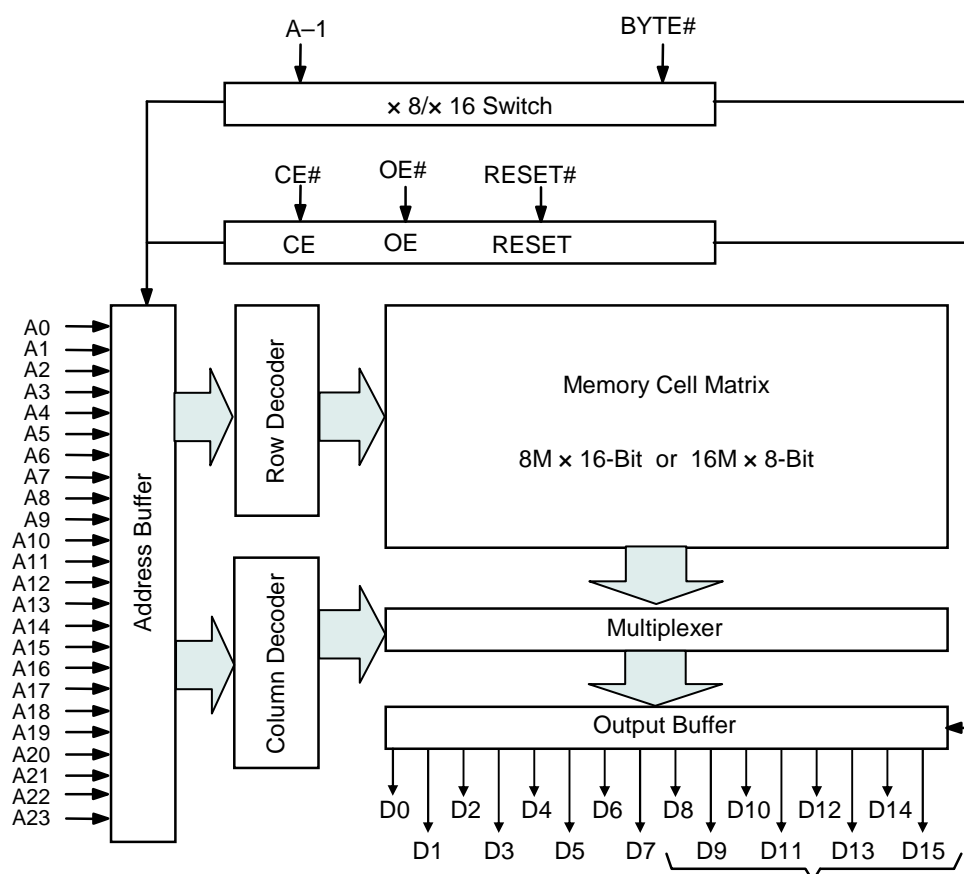 A–1
BYTE#
× 8/× 16 Switch
CE#
OE#
RESET#
CE
OE
RESET
A0
A1
A2
A3
A4
A5
A6
A7
A8
A9
A10
A11
A12
A13
A14
A15
A16
A17
A18
A19
A20
A21
A22
A23
Address Buffer
Row Decoder
Column Decoder
Memory Cell Matrix
8M × 16-Bit or 16M × 8-Bit
Multiplexer
Output Buffer
D0 D2 D4 D6 D8 D10 D12 D14
D1 D3 D5 D7 D9 D11 D13 D15